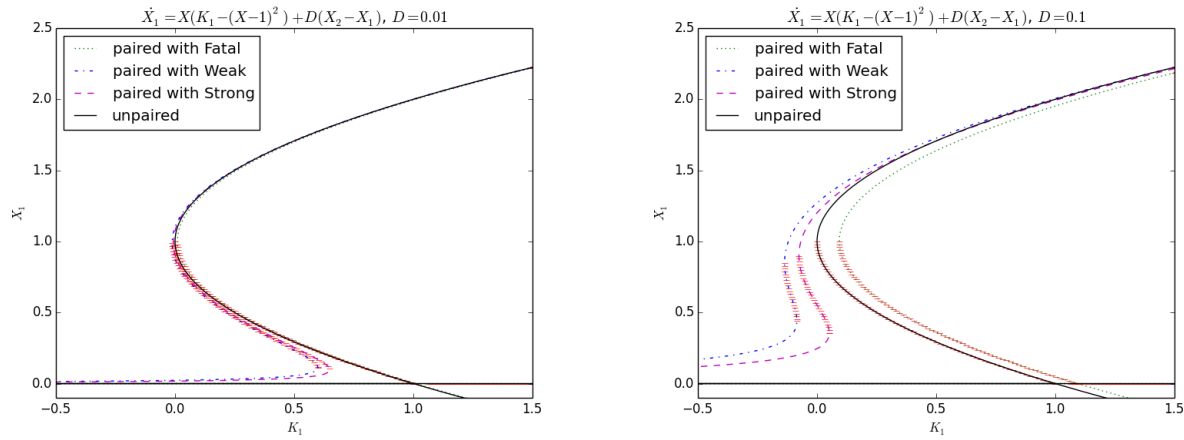 Ẋ₁ = X(K₁−(X−1)²)+D(X₂−X₁), D=0.01
paired with Fatal
paired with Weak
paired with Strong
unpaired
2.5
2.0
1.5
1.0
0.5
0.0
X₁
−0.5
0.0
0.5
1.0
1.5
K₁
Ẋ₁ = X(K₁−(X−1)²)+D(X₂−X₁), D=0.1
paired with Fatal
paired with Weak
paired with Strong
unpaired
2.5
2.0
1.5
1.0
0.5
0.0
X₁
−0.5
0.0
0.5
1.0
1.5
K₁